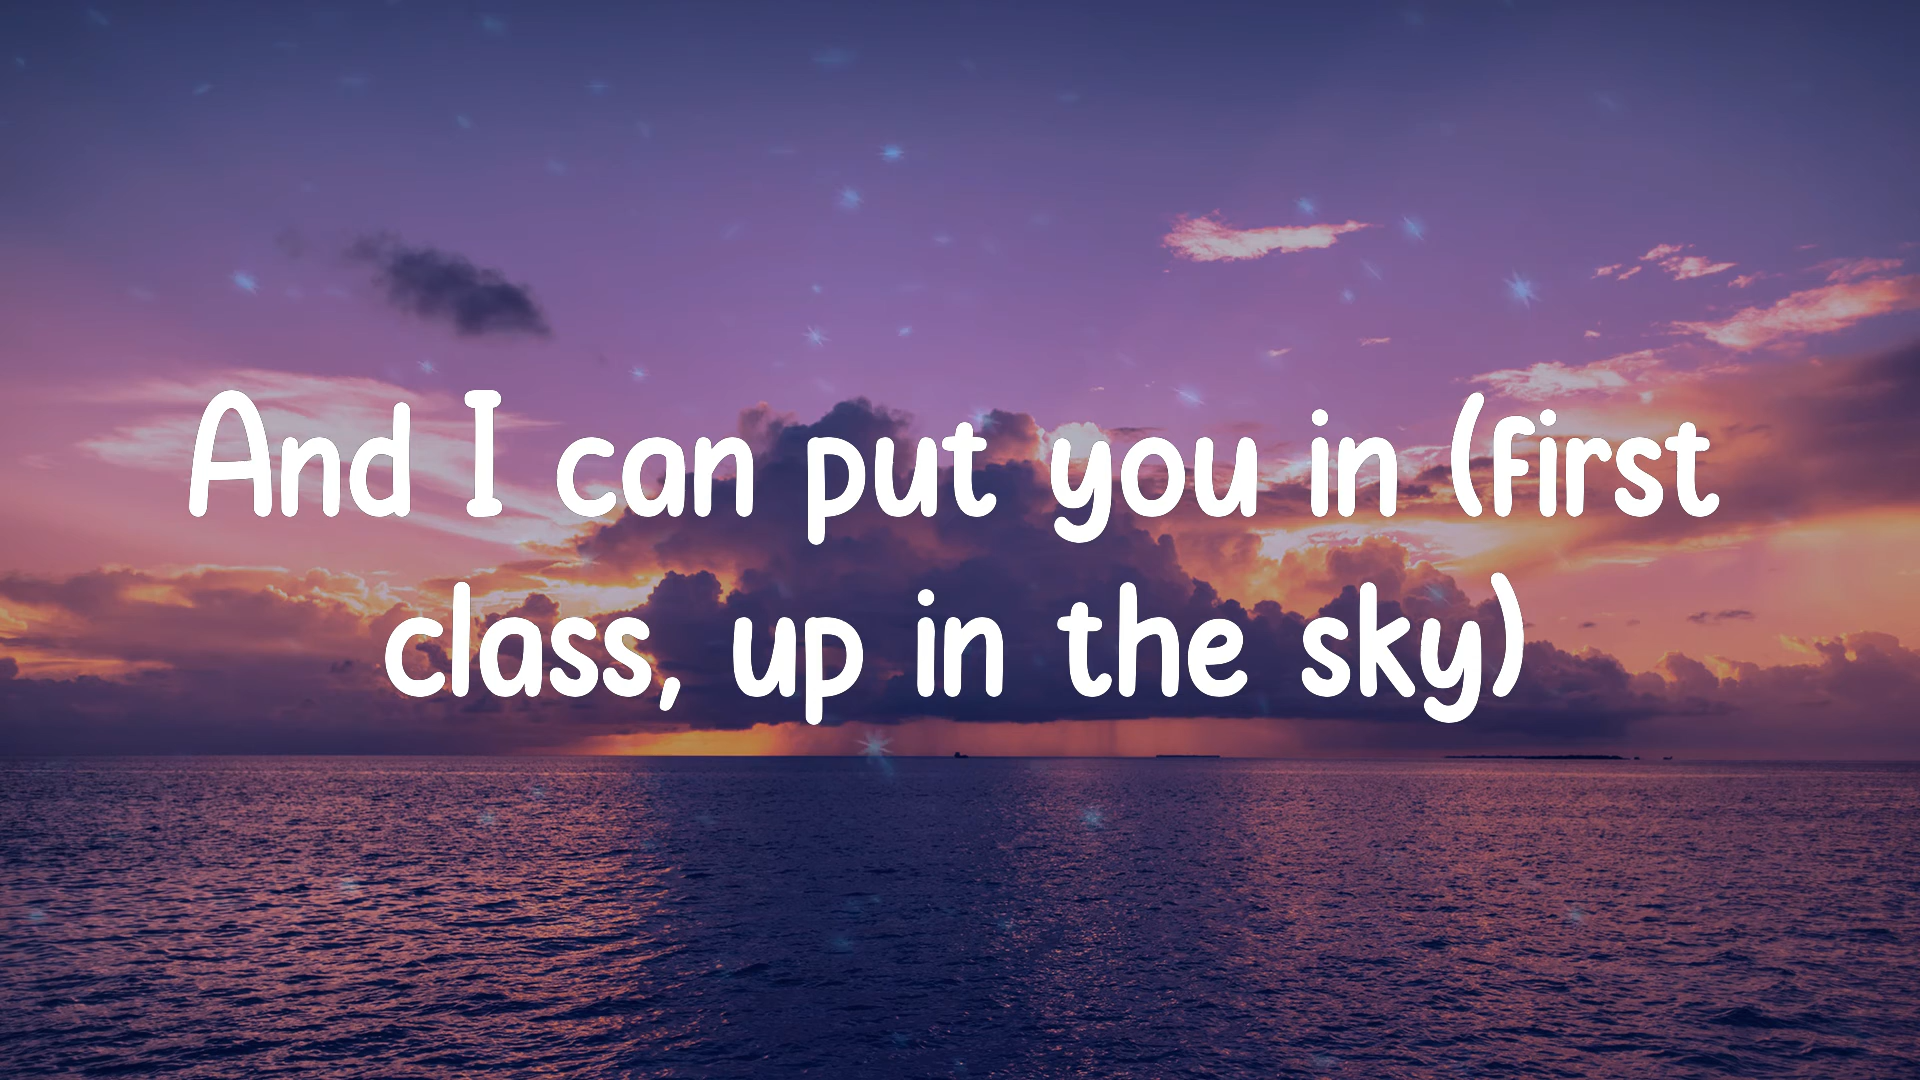 And I can put you in (first
class, up in the sky)